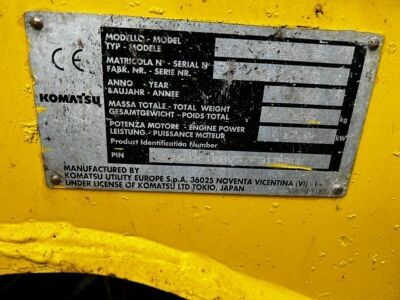 MODELLO - MODEL
TYP - MODELE
MATRICOLA N° - SERIAL N
FABR. NR. - SERIE NR.
ANNO - YEAR
BAUJAHR - ANNEE
CE
KOMATSU
MASSA TOTALE - TOTAL WEIGHT
GESAMTGEWICHT - POIDS TOTAL
kg
POTENZA MOTORE - ENGINE POWER
LEISTUNG - PUISSANCE MOTEUR
kW
Product Identification Number
PIN
MANUFACTURED BY
KOMATSU UTILITY EUROPE S.p.A. 36025 NOVENTA VICENTINA (VI) - I -
UNDER LICENSE OF KOMATSU LTD TOKIO, JAPAN